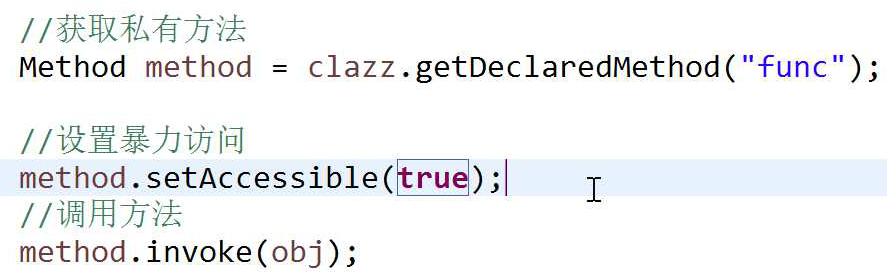 //获取私有方法
Method method = clazz.getDeclaredMethod("func");
//设置暴力访问
method.setAccessible(true);
//调用方法
method.invoke(obj);